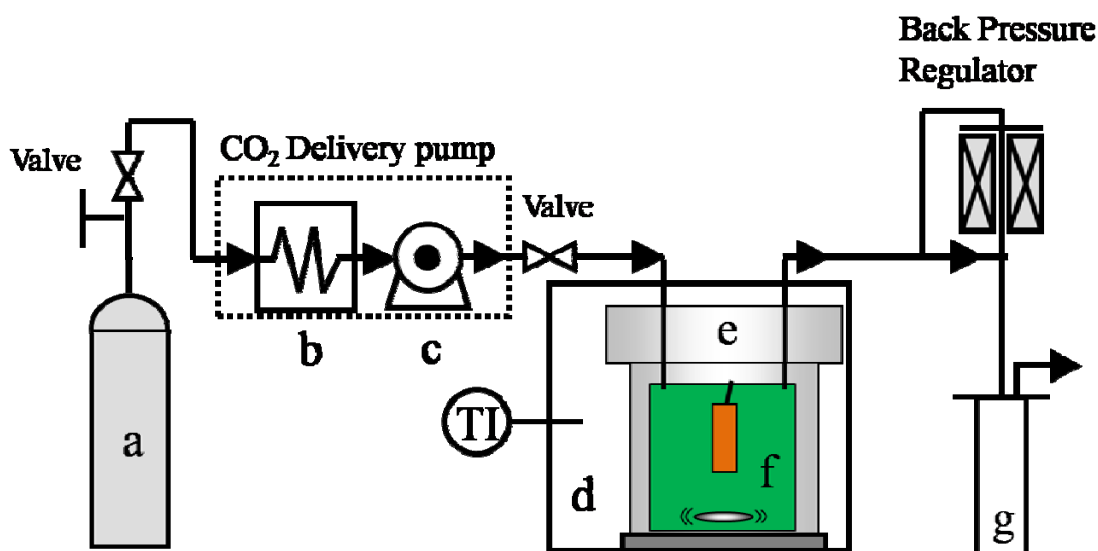 Back Pressure
Regulator
Valve
CO₂ Delivery pump
Valve
b
c
e
a
TI
d
f
g